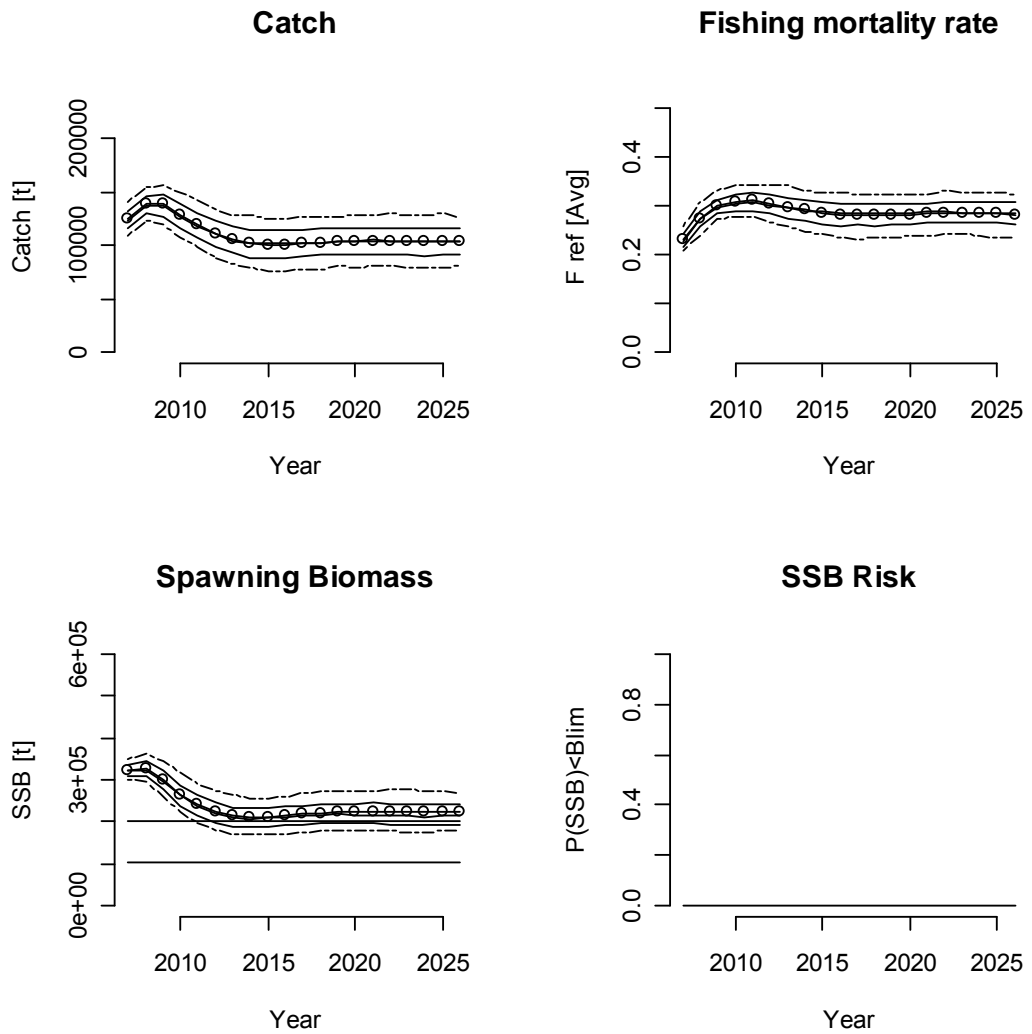 Catch
Catch [t]
200000
100000
0
2010 2015 2020 2025
Year
Fishing mortality rate
F ref [Avg]
0.4
0.2
0.0
2010 2015 2020 2025
Year
Spawning Biomass
SSB [t]
6e+05
3e+05
0e+00
2010 2015 2020 2025
Year
SSB Risk
P(SSB)<Blim
0.8
0.4
0.0
2010 2015 2020 2025
Year